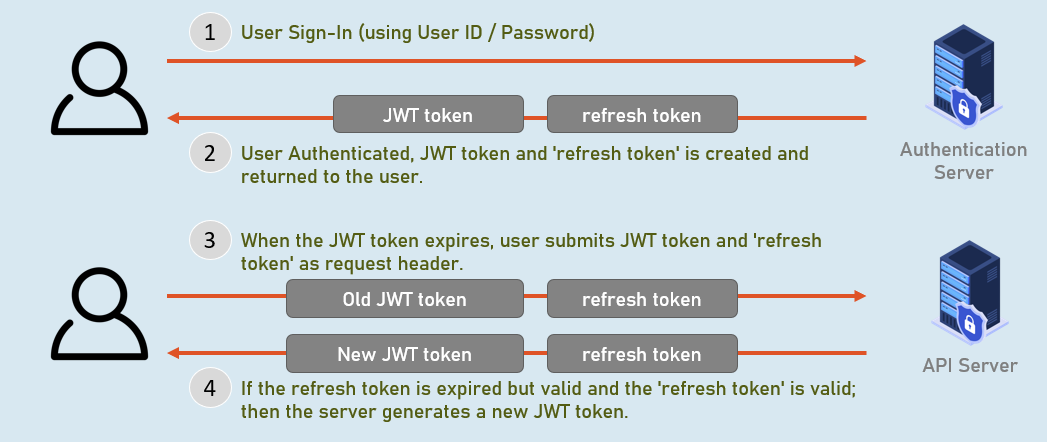 1
User Sign-In (using User ID / Password)
JWT token
refresh token
2
User Authenticated, JWT token and 'refresh token' is created and
returned to the user.
Authentication
Server
3
When the JWT token expires, user submits JWT token and 'refresh
token' as request header.
Old JWT token
refresh token
New JWT token
refresh token
API Server
4
If the refresh token is expired but valid and the 'refresh token' is valid;
then the server generates a new JWT token.